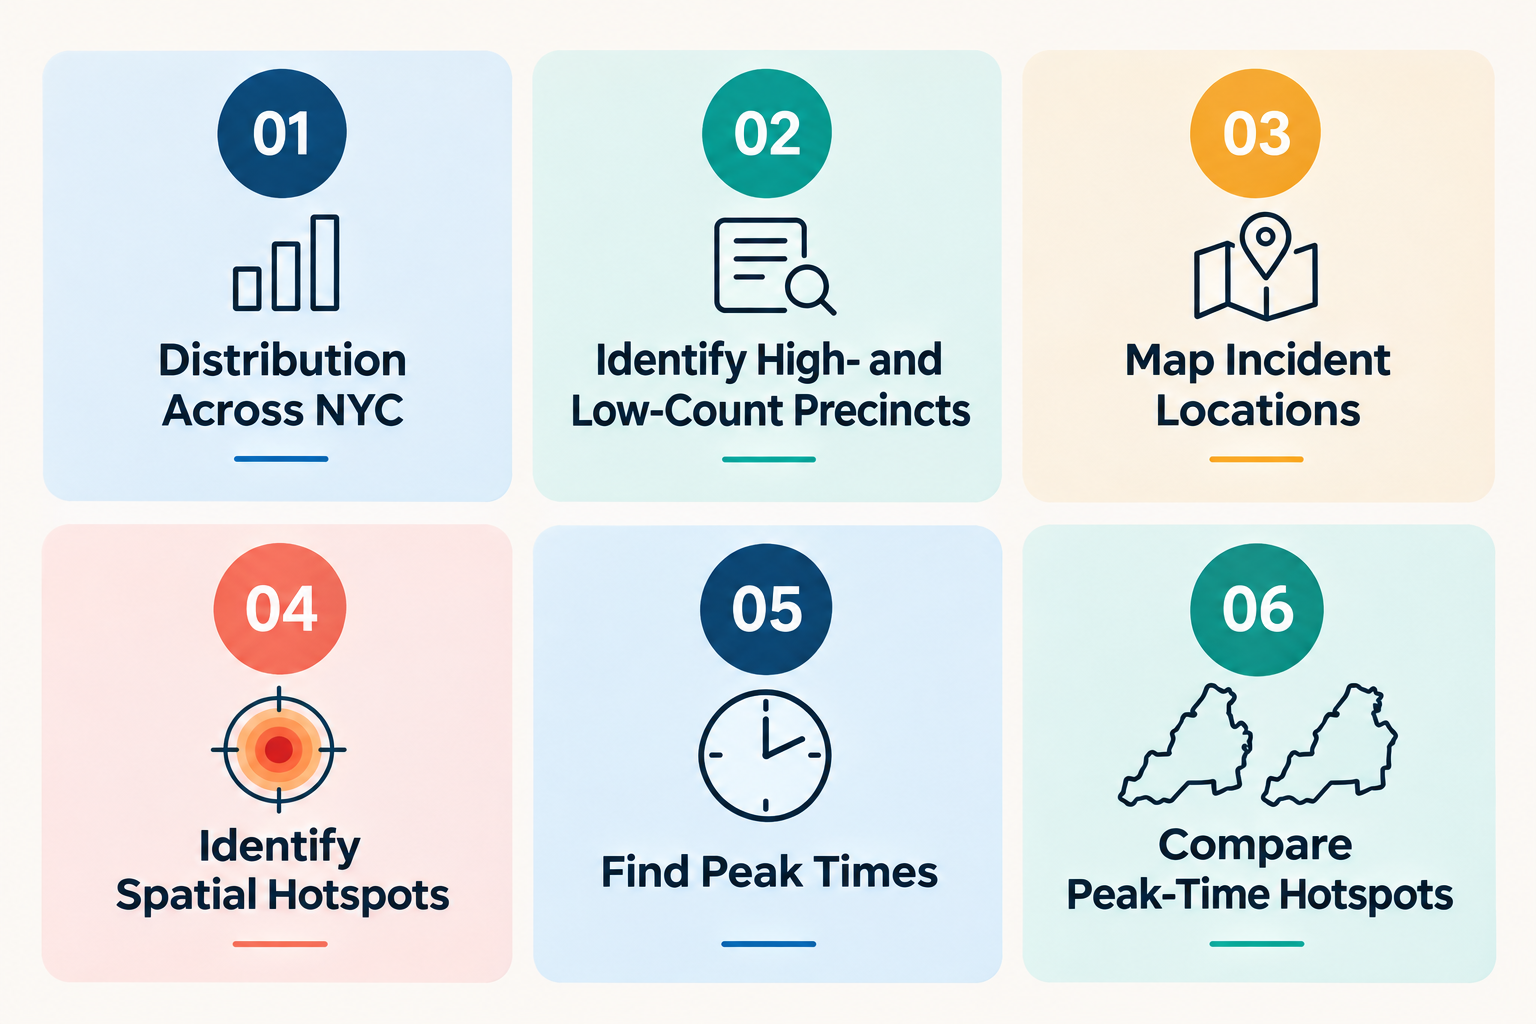 01
Distribution
Across NYC
02
Identify High- and
Low-Count Precincts
03
Map Incident
Locations
04
Identify
Spatial Hotspots
05
Find Peak Times
06
Compare
Peak-Time Hotspots